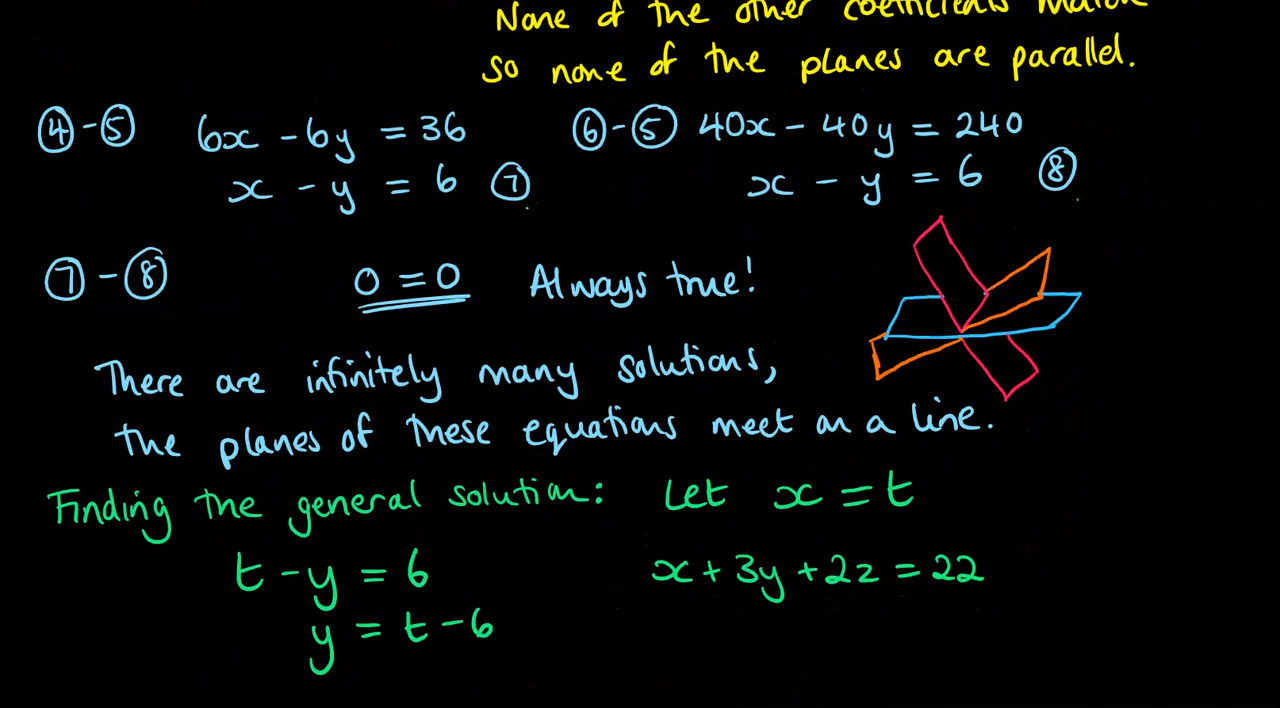 None of the other coefficients match
so none of the planes are parallel.
④-⑤ 6x - 6y = 36 ⑥-⑤ 40x - 40y = 240
x - y = 6 ⑦ x - y = 6 ⑧
⑦-⑧ 0 = 0 Always true!
There are infinitely many solutions,
the planes of these equations meet on a line.
Finding the general solution: Let x = t
t - y = 6 x + 3y + 2z = 22
y = t - 6